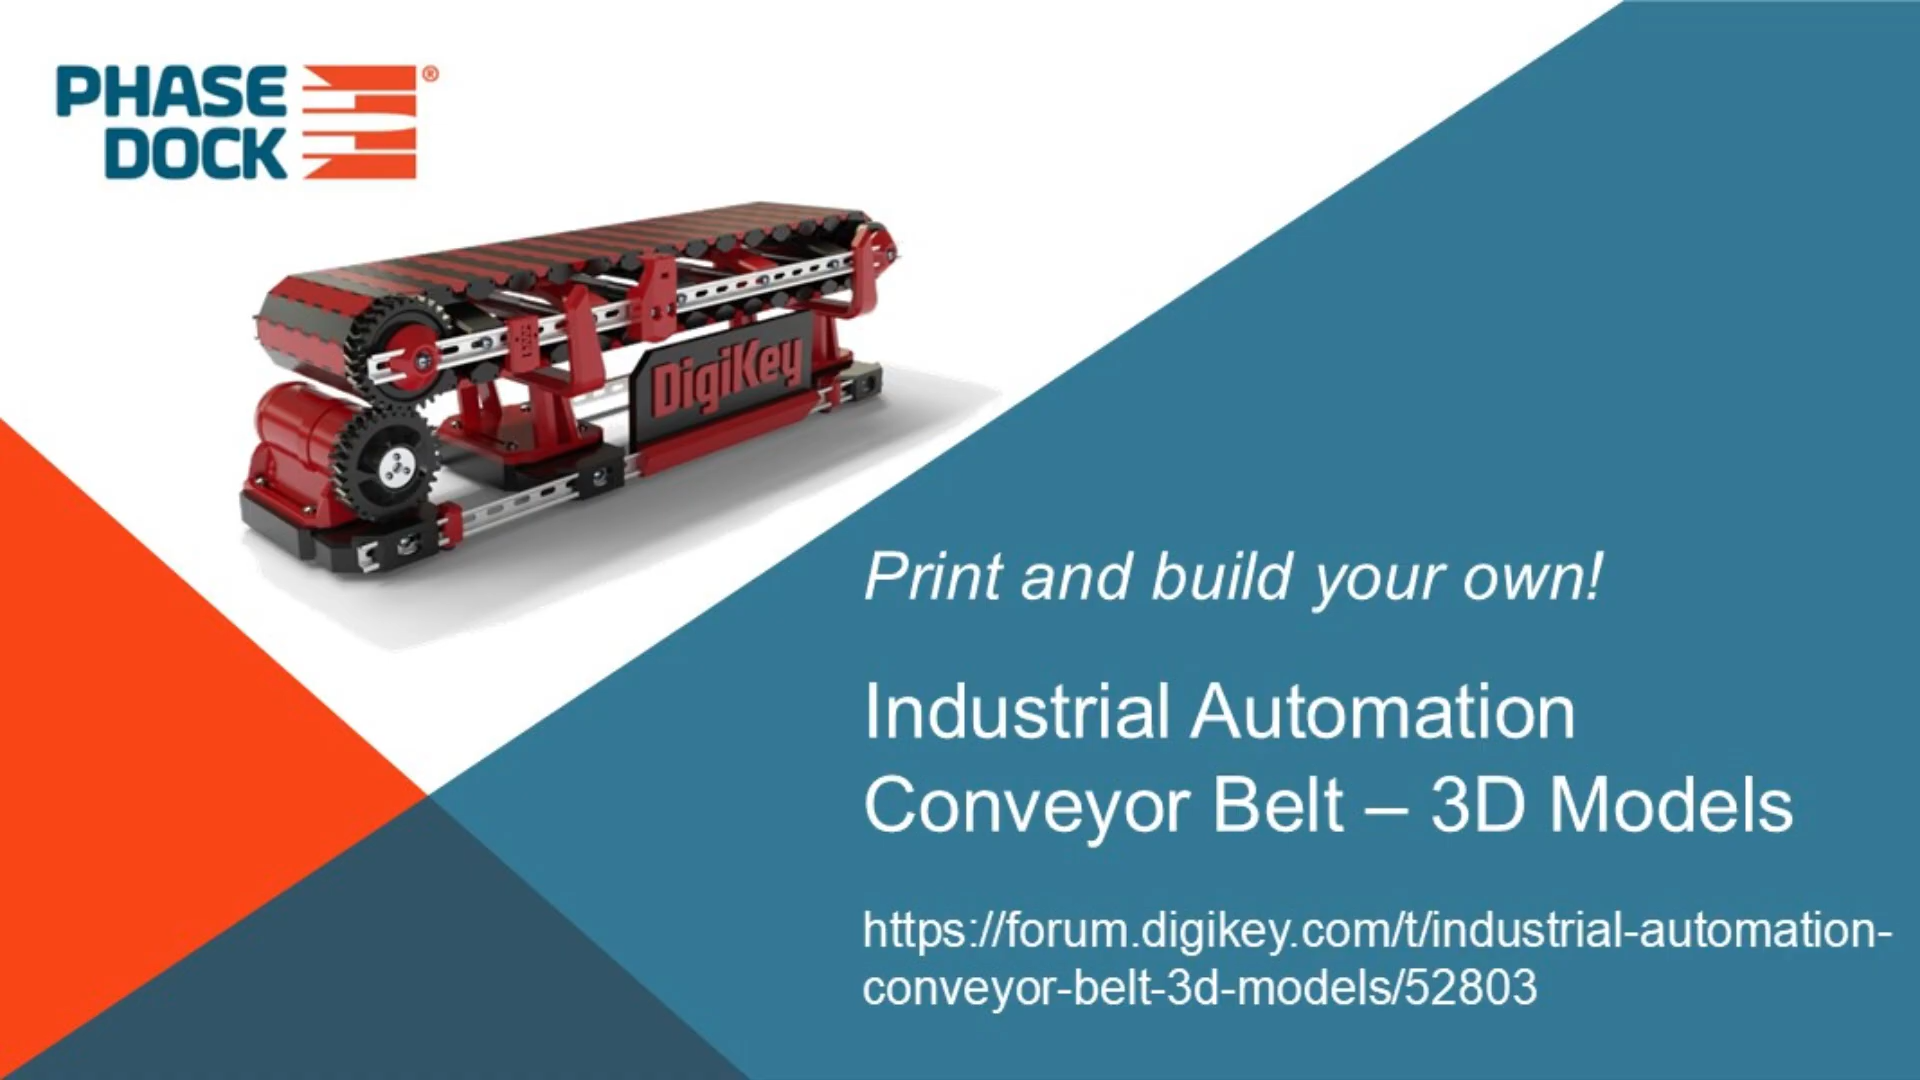 PHASE
DOCK
®
DigiKey
Print and build your own!
Industrial Automation
Conveyor Belt – 3D Models
https://forum.digikey.com/t/industrial-automation-
conveyor-belt-3d-models/52803